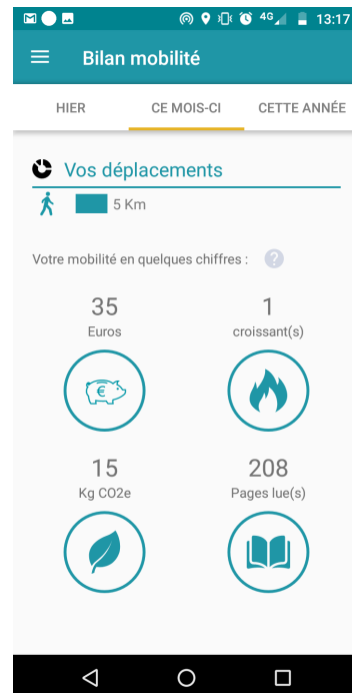 4G 13:17
Bilan mobilité
HIER CE MOIS-CI CETTE ANNÉE
Vos déplacements
5 Km
Votre mobilité en quelques chiffres : ?
35 1
Euros croissant(s)
€
15 208
Kg CO2e Pages lue(s)